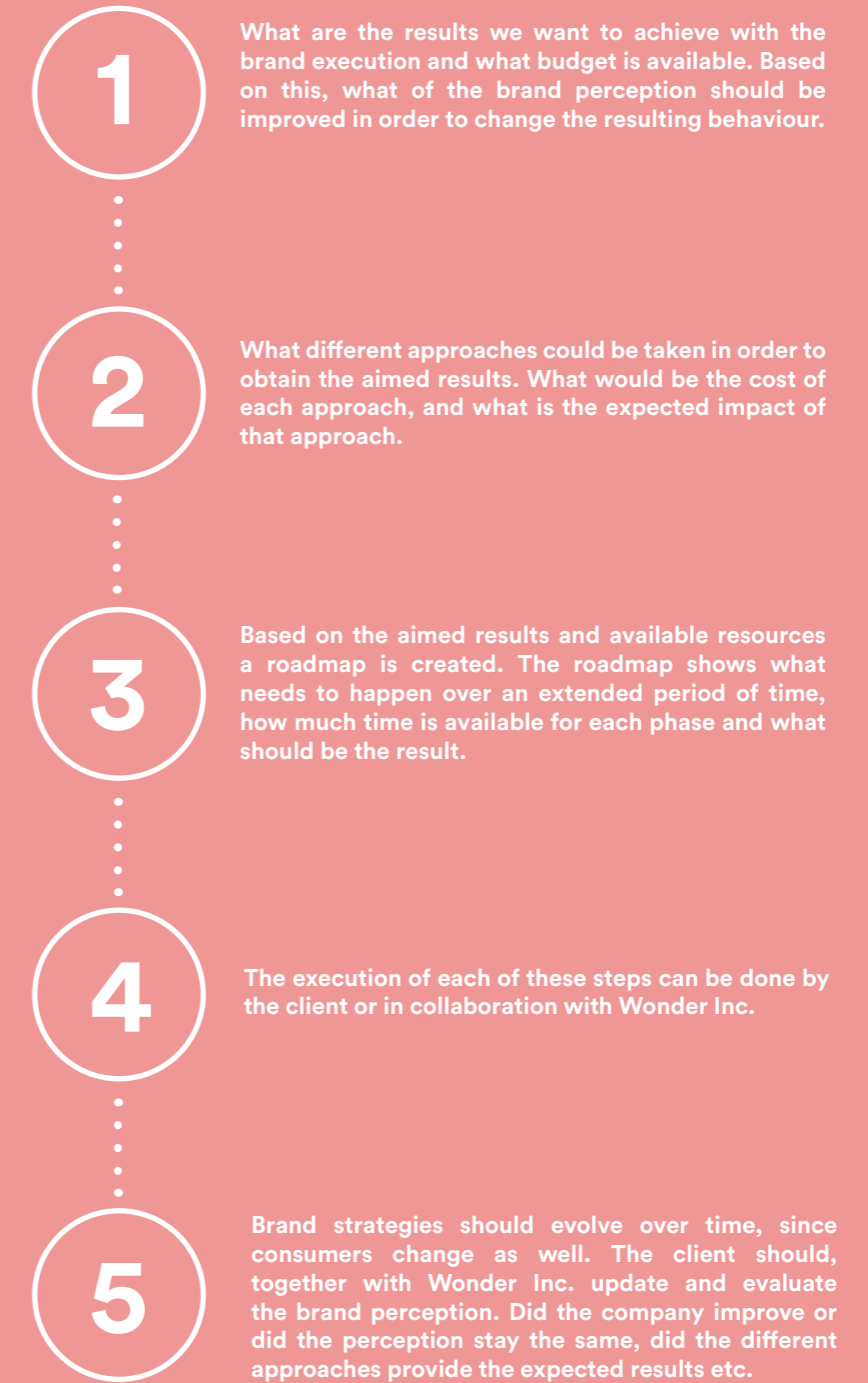 1
What are the results we want to achieve with the
brand execution and what budget is available. Based
on this, what of the brand perception should be
improved in order to change the resulting behaviour.
2
What different approaches could be taken in order to
obtain the aimed results. What would be the cost of
each approach, and what is the expected impact of
that approach.
3
Based on the aimed results and available resources
a roadmap is created. The roadmap shows what
needs to happen over an extended period of time,
how much time is available for each phase and what
should be the result.
4
The execution of each of these steps can be done by
the client or in collaboration with Wonder Inc.
5
Brand strategies should evolve over time, since
consumers change as well. The client should,
together with Wonder Inc. update and evaluate
the brand perception. Did the company improve or
did the perception stay the same, did the different
approaches provide the expected results etc.